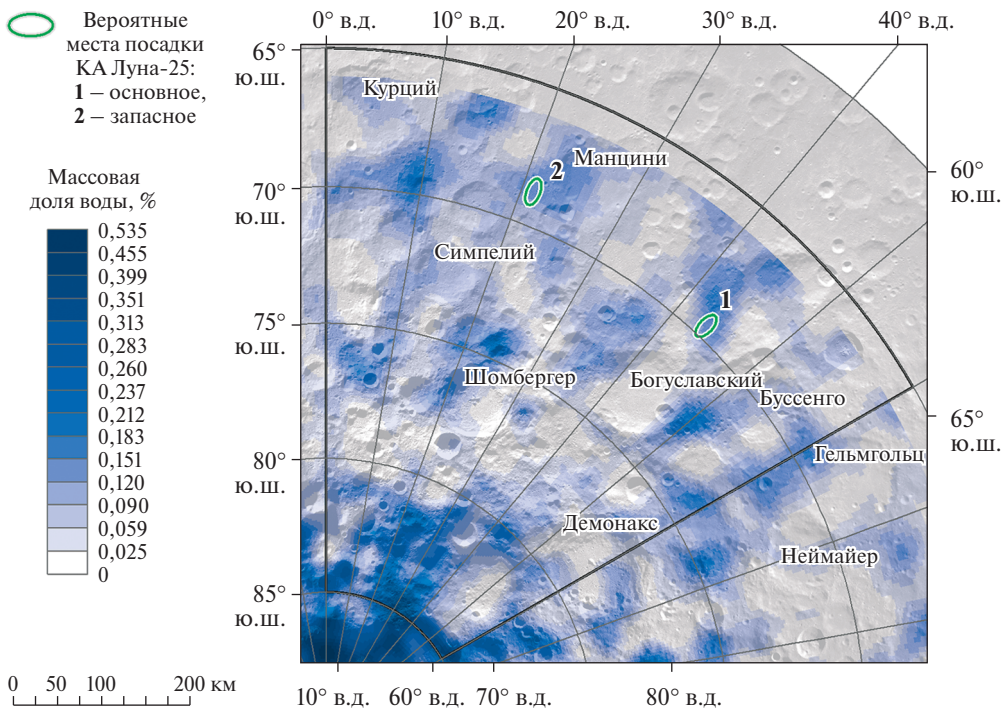 Вероятные
места посадки
КА Луна-25:
1 – основное,
2 – запасное
Массовая
доля воды, %
0,535
0,455
0,399
0,351
0,313
0,283
0,260
0,237
0,212
0,183
0,151
0,120
0,090
0,059
0,025
0
0 50 100 200 км
0° в.д. 10° в.д. 20° в.д. 30° в.д. 40° в.д.
65°
ю.ш.
70°
ю.ш.
75°
ю.ш.
80°
ю.ш.
85°
ю.ш.
Курций
Манцини
2
Симпелий
1
Шомбергер
Богуславский
Буссенго
Гельмгольц
Демонакс
Неймайер
60°
ю.ш.
65°
ю.ш.
10° в.д. 60° в.д. 70° в.д. 80° в.д.